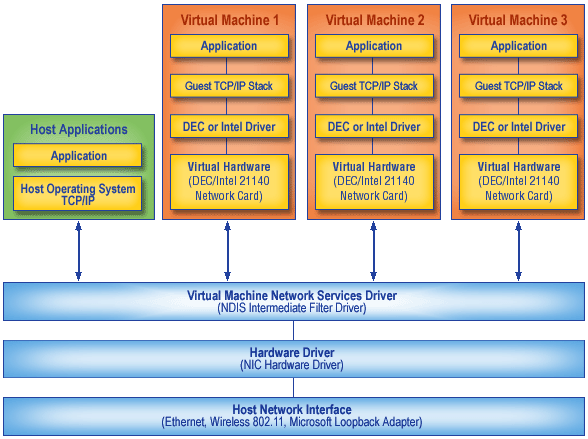 Host Applications
Application
Host Operating System
TCP/IP
Virtual Machine 1
Application
Guest TCP/IP Stack
DEC or Intel Driver
Virtual Hardware
(DEC/Intel 21140
Network Card)
Virtual Machine 2
Application
Guest TCP/IP Stack
DEC or Intel Driver
Virtual Hardware
(DEC/Intel 21140
Network Card)
Virtual Machine 3
Application
Guest TCP/IP Stack
DEC or Intel Driver
Virtual Hardware
(DEC/Intel 21140
Network Card)
Virtual Machine Network Services Driver
(NDIS Intermediate Filter Driver)
Hardware Driver
(NIC Hardware Driver)
Host Network Interface
(Ethernet, Wireless 802.11, Microsoft Loopback Adapter)